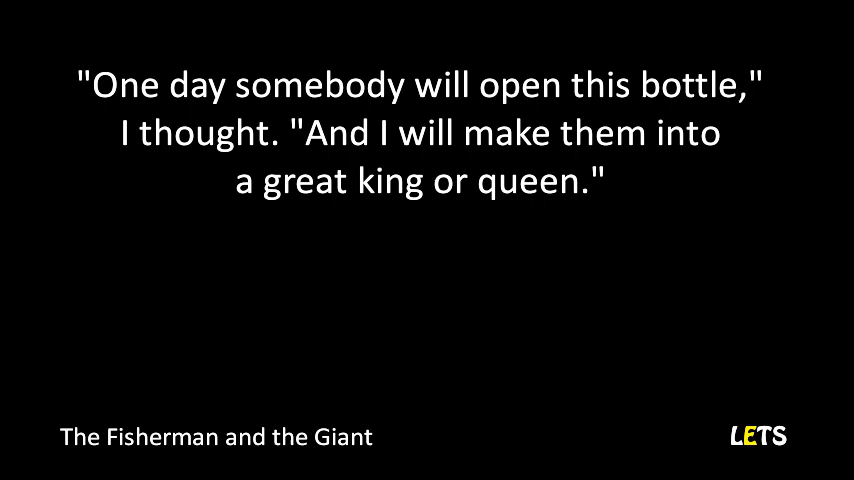 "One day somebody will open this bottle,"
I thought. "And I will make them into
a great king or queen."
The Fisherman and the Giant
LETS